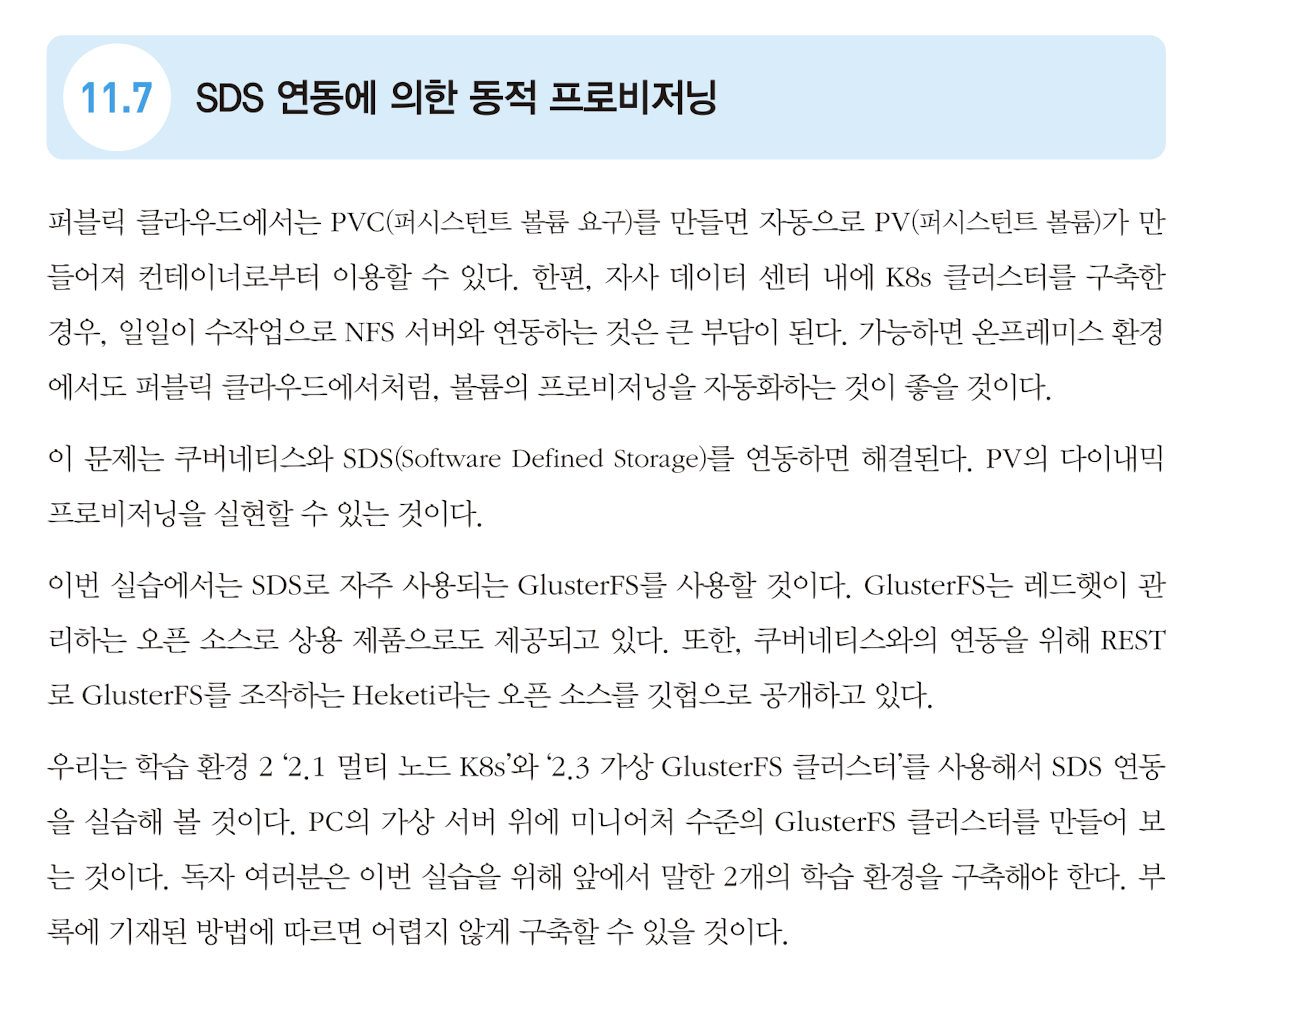 11.7 SDS 연동에 의한 동적 프로비저닝
퍼블릭 클라우드에서는 PVC(퍼시스턴트 볼륨 요구)를 만들면 자동으로 PV(퍼시스턴트 볼륨)가 만
들어져 컨테이너로부터 이용할 수 있다. 한편, 자사 데이터 센터 내에 K8s 클러스터를 구축한
경우, 일일이 수작업으로 NFS 서버와 연동하는 것은 큰 부담이 된다. 가능하면 온프레미스 환경
에서도 퍼블릭 클라우드에서처럼, 볼륨의 프로비저닝을 자동화하는 것이 좋을 것이다.
이 문제는 쿠버네티스와 SDS(Software Defined Storage)를 연동하면 해결된다. PV의 다이내믹
프로비저닝을 실현할 수 있는 것이다.
이번 실습에서는 SDS로 자주 사용되는 GlusterFS를 사용할 것이다. GlusterFS는 레드햇이 관
리하는 오픈 소스로 상용 제품으로도 제공되고 있다. 또한, 쿠버네티스와의 연동을 위해 REST
로 GlusterFS를 조작하는 Heketi라는 오픈 소스를 깃헙으로 공개하고 있다.
우리는 학습 환경 2 ‘2.1 멀티 노드 K8s’와 ‘2.3 가상 GlusterFS 클러스터’를 사용해서 SDS 연동
을 실습해 볼 것이다. PC의 가상 서버 위에 미니어처 수준의 GlusterFS 클러스터를 만들어 보
는 것이다. 독자 여러분은 이번 실습을 위해 앞에서 말한 2개의 학습 환경을 구축해야 한다. 부
록에 기재된 방법에 따르면 어렵지 않게 구축할 수 있을 것이다.